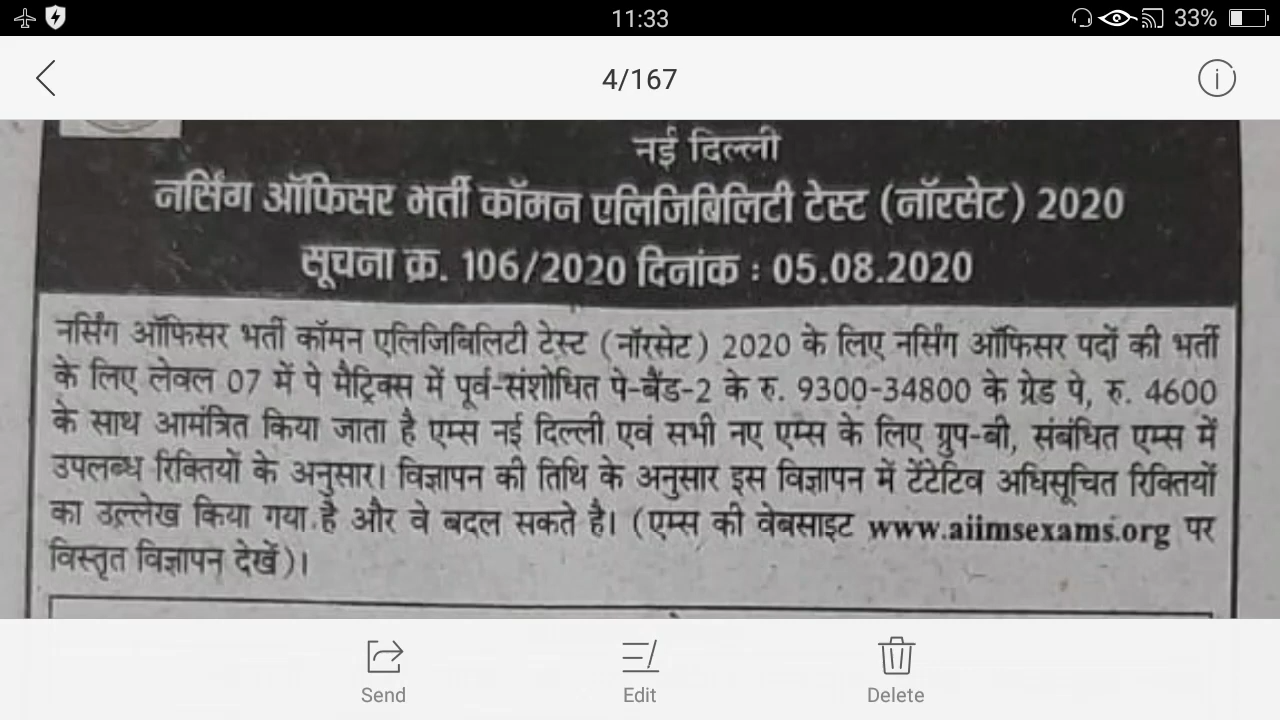 11:33
33%
4/167
नई दिल्ली
नर्सिंग ऑफिसर भर्ती कॉमन एलिजिबिलिटी टेस्ट (नॉरसेट) 2020
सूचना क्र. 106/2020 दिनांक : 05.08.2020
नर्सिंग ऑफिसर भर्ती कॉमन एलिजिबिलिटी टेस्ट (नॉरसेट) 2020 के लिए नर्सिंग ऑफिसर पदों की भर्ती
के लिए लेवल 07 में पे मैट्रिक्स में पूर्व-संशोधित पे-बैंड-2 के रु. 9300-34800 के ग्रेड पे, रु. 4600
के साथ आमंत्रित किया जाता है एम्स नई दिल्ली एवं सभी नए एम्स के लिए ग्रुप-बी, संबंधित एम्स में
उपलब्ध रिक्तियों के अनुसार। विज्ञापन की तिथि के अनुसार इस विज्ञापन में टेंटेटिव अधिसूचित रिक्तियों
का उल्लेख किया गया है और वे बदल सकते है। (एम्स की वेबसाइट www.aiimsexams.org पर
विस्तृत विज्ञापन देखें)।
Send
Edit
Delete